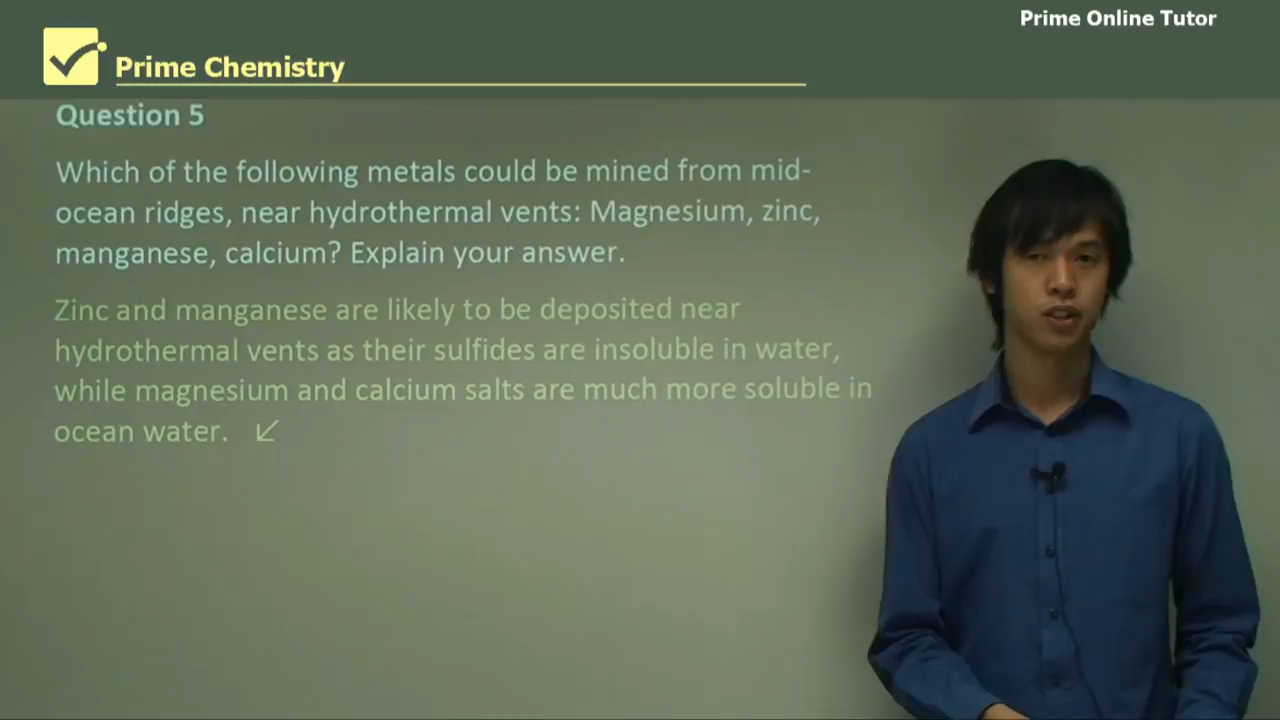 Prime Online Tutor
Prime Chemistry
Question 5
Which of the following metals could be mined from mid-
ocean ridges, near hydrothermal vents: Magnesium, zinc,
manganese, calcium? Explain your answer.
Zinc and manganese are likely to be deposited near
hydrothermal vents as their sulfides are insoluble in water,
while magnesium and calcium salts are much more soluble in
ocean water.